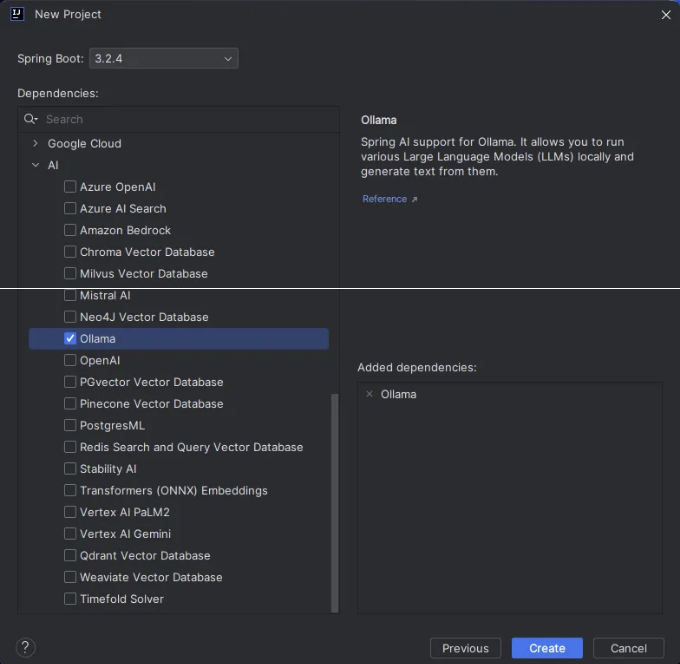 New Project
Spring Boot: 3.2.4
Dependencies:
Search
Google Cloud
AI
Azure OpenAI
Azure AI Search
Amazon Bedrock
Chroma Vector Database
Milvus Vector Database
Mistral AI
Neo4J Vector Database
Ollama
OpenAI
PGvector Vector Database
Pinecone Vector Database
PostgresML
Redis Search and Query Vector Database
Stability AI
Transformers (ONNX) Embeddings
Vertex AI PaLM2
Vertex AI Gemini
Qdrant Vector Database
Weaviate Vector Database
Timefold Solver
Ollama
Spring AI support for Ollama. It allows you to run
various Large Language Models (LLMs) locally and
generate text from them.
Reference ↗
Added dependencies:
× Ollama
?
Previous
Create
Cancel